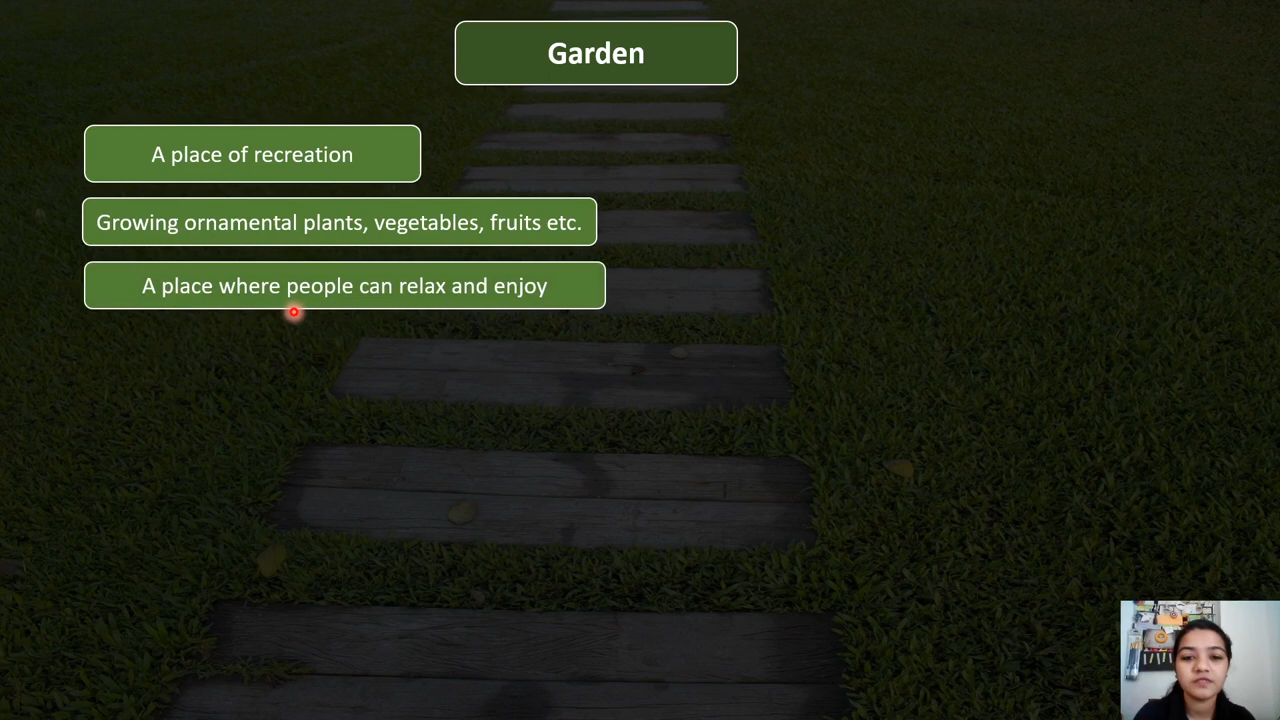 Garden
A place of recreation
Growing ornamental plants, vegetables, fruits etc.
A place where people can relax and enjoy